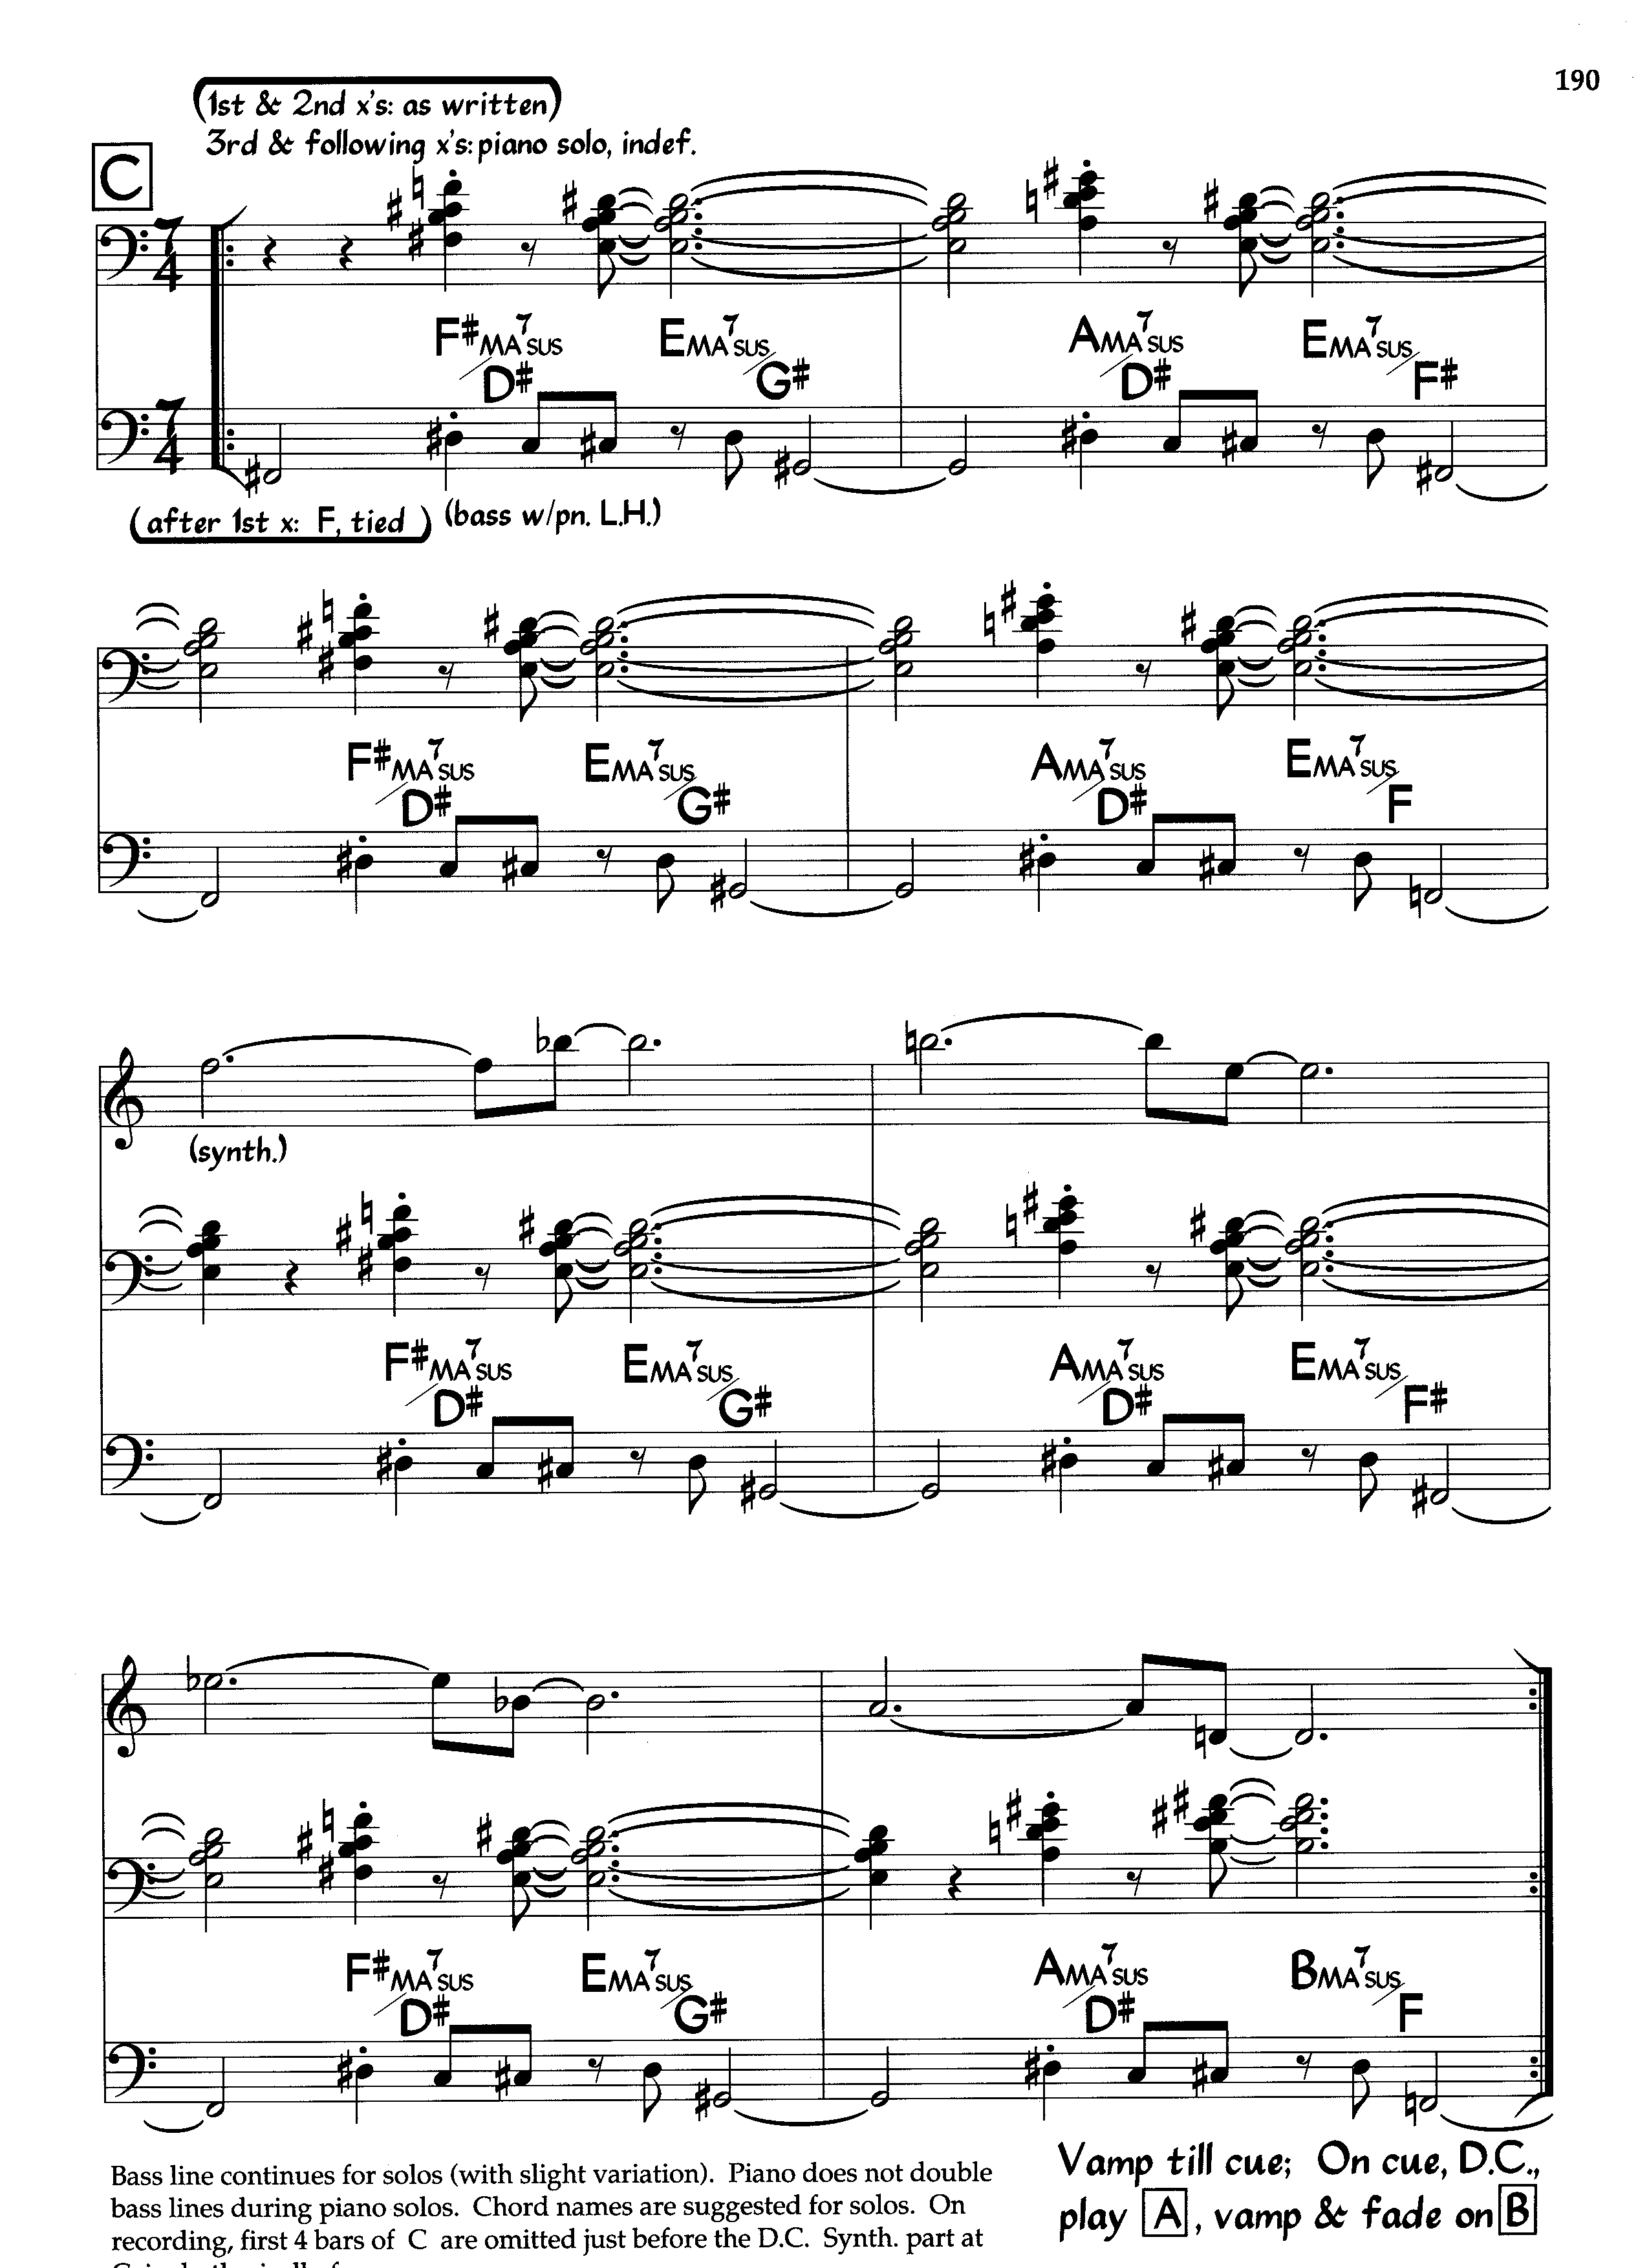 190
1st & 2nd x's: as written
3rd & following x's: piano solo, indef.
C
7
4
F#MA7SUS/D# EMA7SUS/G# AMA7SUS/D# EMA7SUS/F#
7
4
(after 1st x: F, tied) (bass w/pn. L.H.)
F#MA7SUS/D# EMA7SUS/G# AMA7SUS/D# EMA7SUS/F
(synth.)
F#MA7SUS/D# EMA7SUS/G# AMA7SUS/D# EMA7SUS/F#
F#MA7SUS/D# EMA7SUS/G# AMA7SUS/D# BMA7SUS/F
Vamp till cue; On cue, D.C.,
play A, vamp & fade on B
Bass line continues for solos (with slight variation). Piano does not double
bass lines during piano solos. Chord names are suggested for solos. On
recording, first 4 bars of C are omitted just before the D.C. Synth. part at